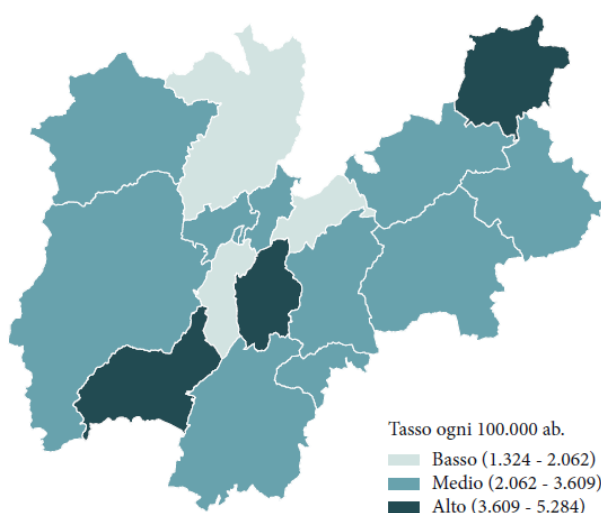 Tasso ogni 100.000 ab.
Basso (1.324 - 2.062)
Medio (2.062 - 3.609)
Alto (3.609 - 5.284)